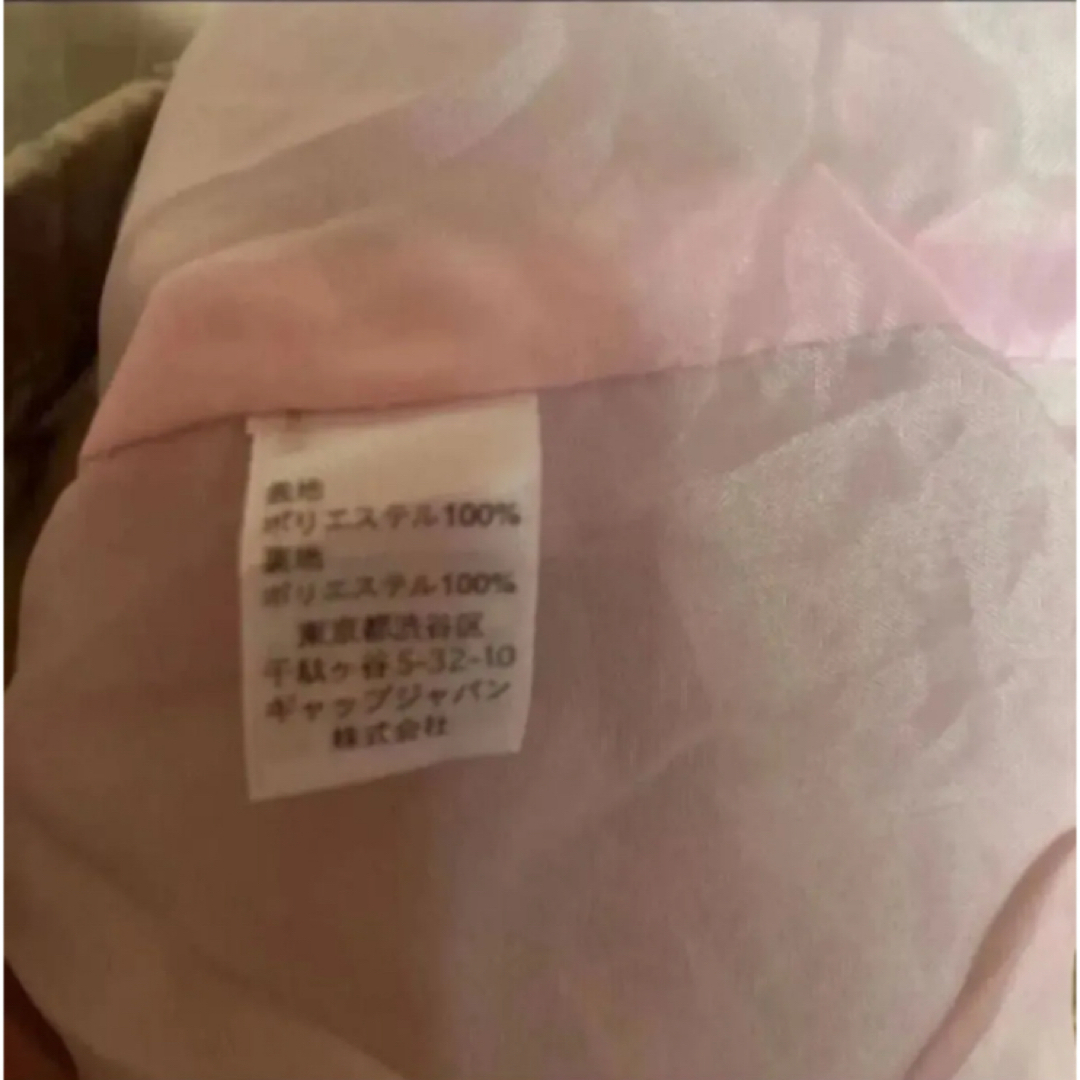 表地
ポリエステル100%
裏地
ポリエステル100%
東京都渋谷区
千駄ヶ谷5-32-10
ギャップジャパン
株式会社